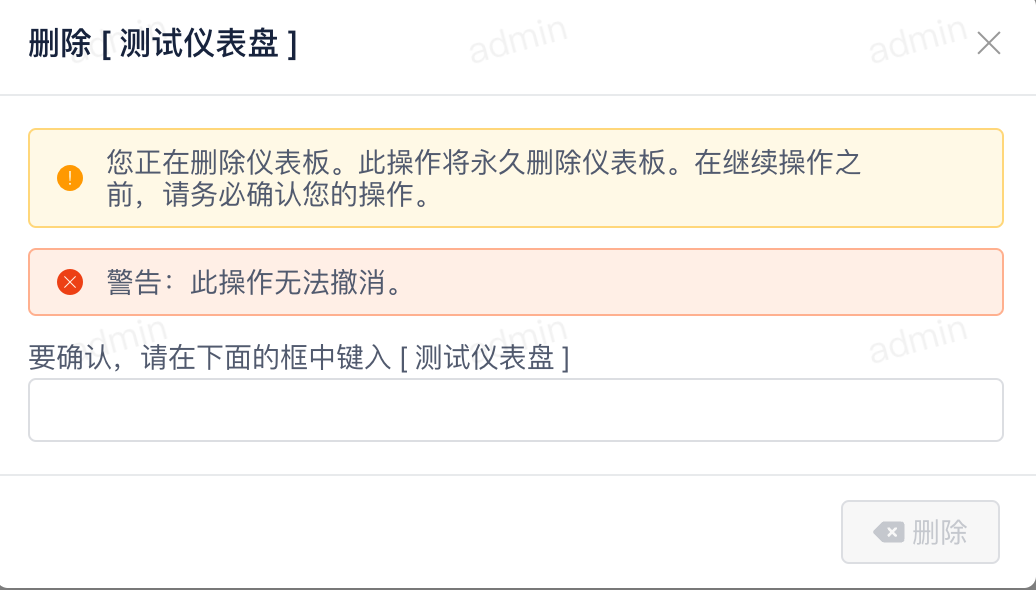 删除 [ 测试仪表盘 ]
admin
admin
admin
您正在删除仪表板。此操作将永久删除仪表板。在继续操作之
前，请务必确认您的操作。
警告：此操作无法撤消。
admin
admin
admin
要确认，请在下面的框中键入 [ 测试仪表盘 ]
删除